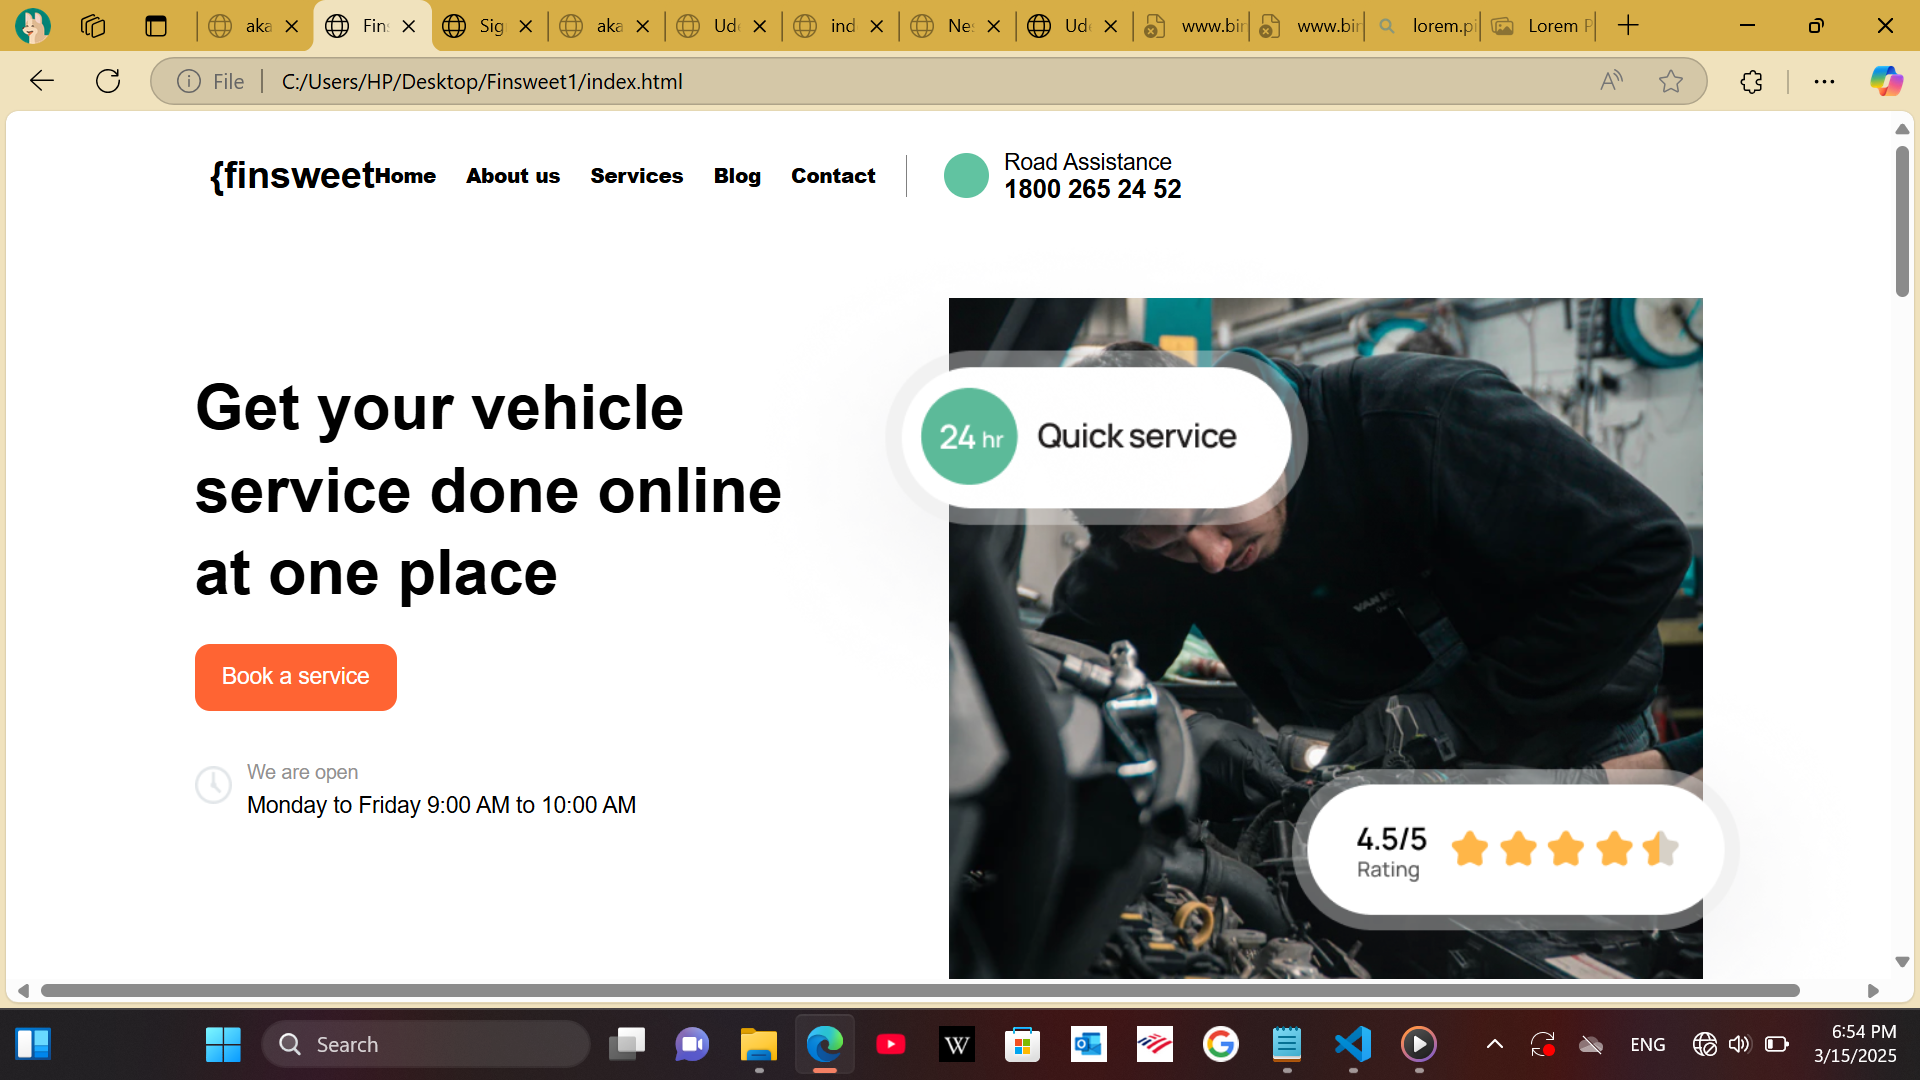 aka
Fin
Sig
aka
Ud
ind
Ne
Ud
www.bin
www.bin
lorem.pi
Lorem P
File
C:/Users/HP/Desktop/Finsweet1/index.html
{finsweet
Home
About us
Services
Blog
Contact
Road Assistance
1800 265 24 52
Get your vehicle
service done online
at one place
Book a service
We are open
Monday to Friday 9:00 AM to 10:00 AM
24 hr
Quick service
4.5/5
Rating
Search
W
ENG
6:54 PM
3/15/2025